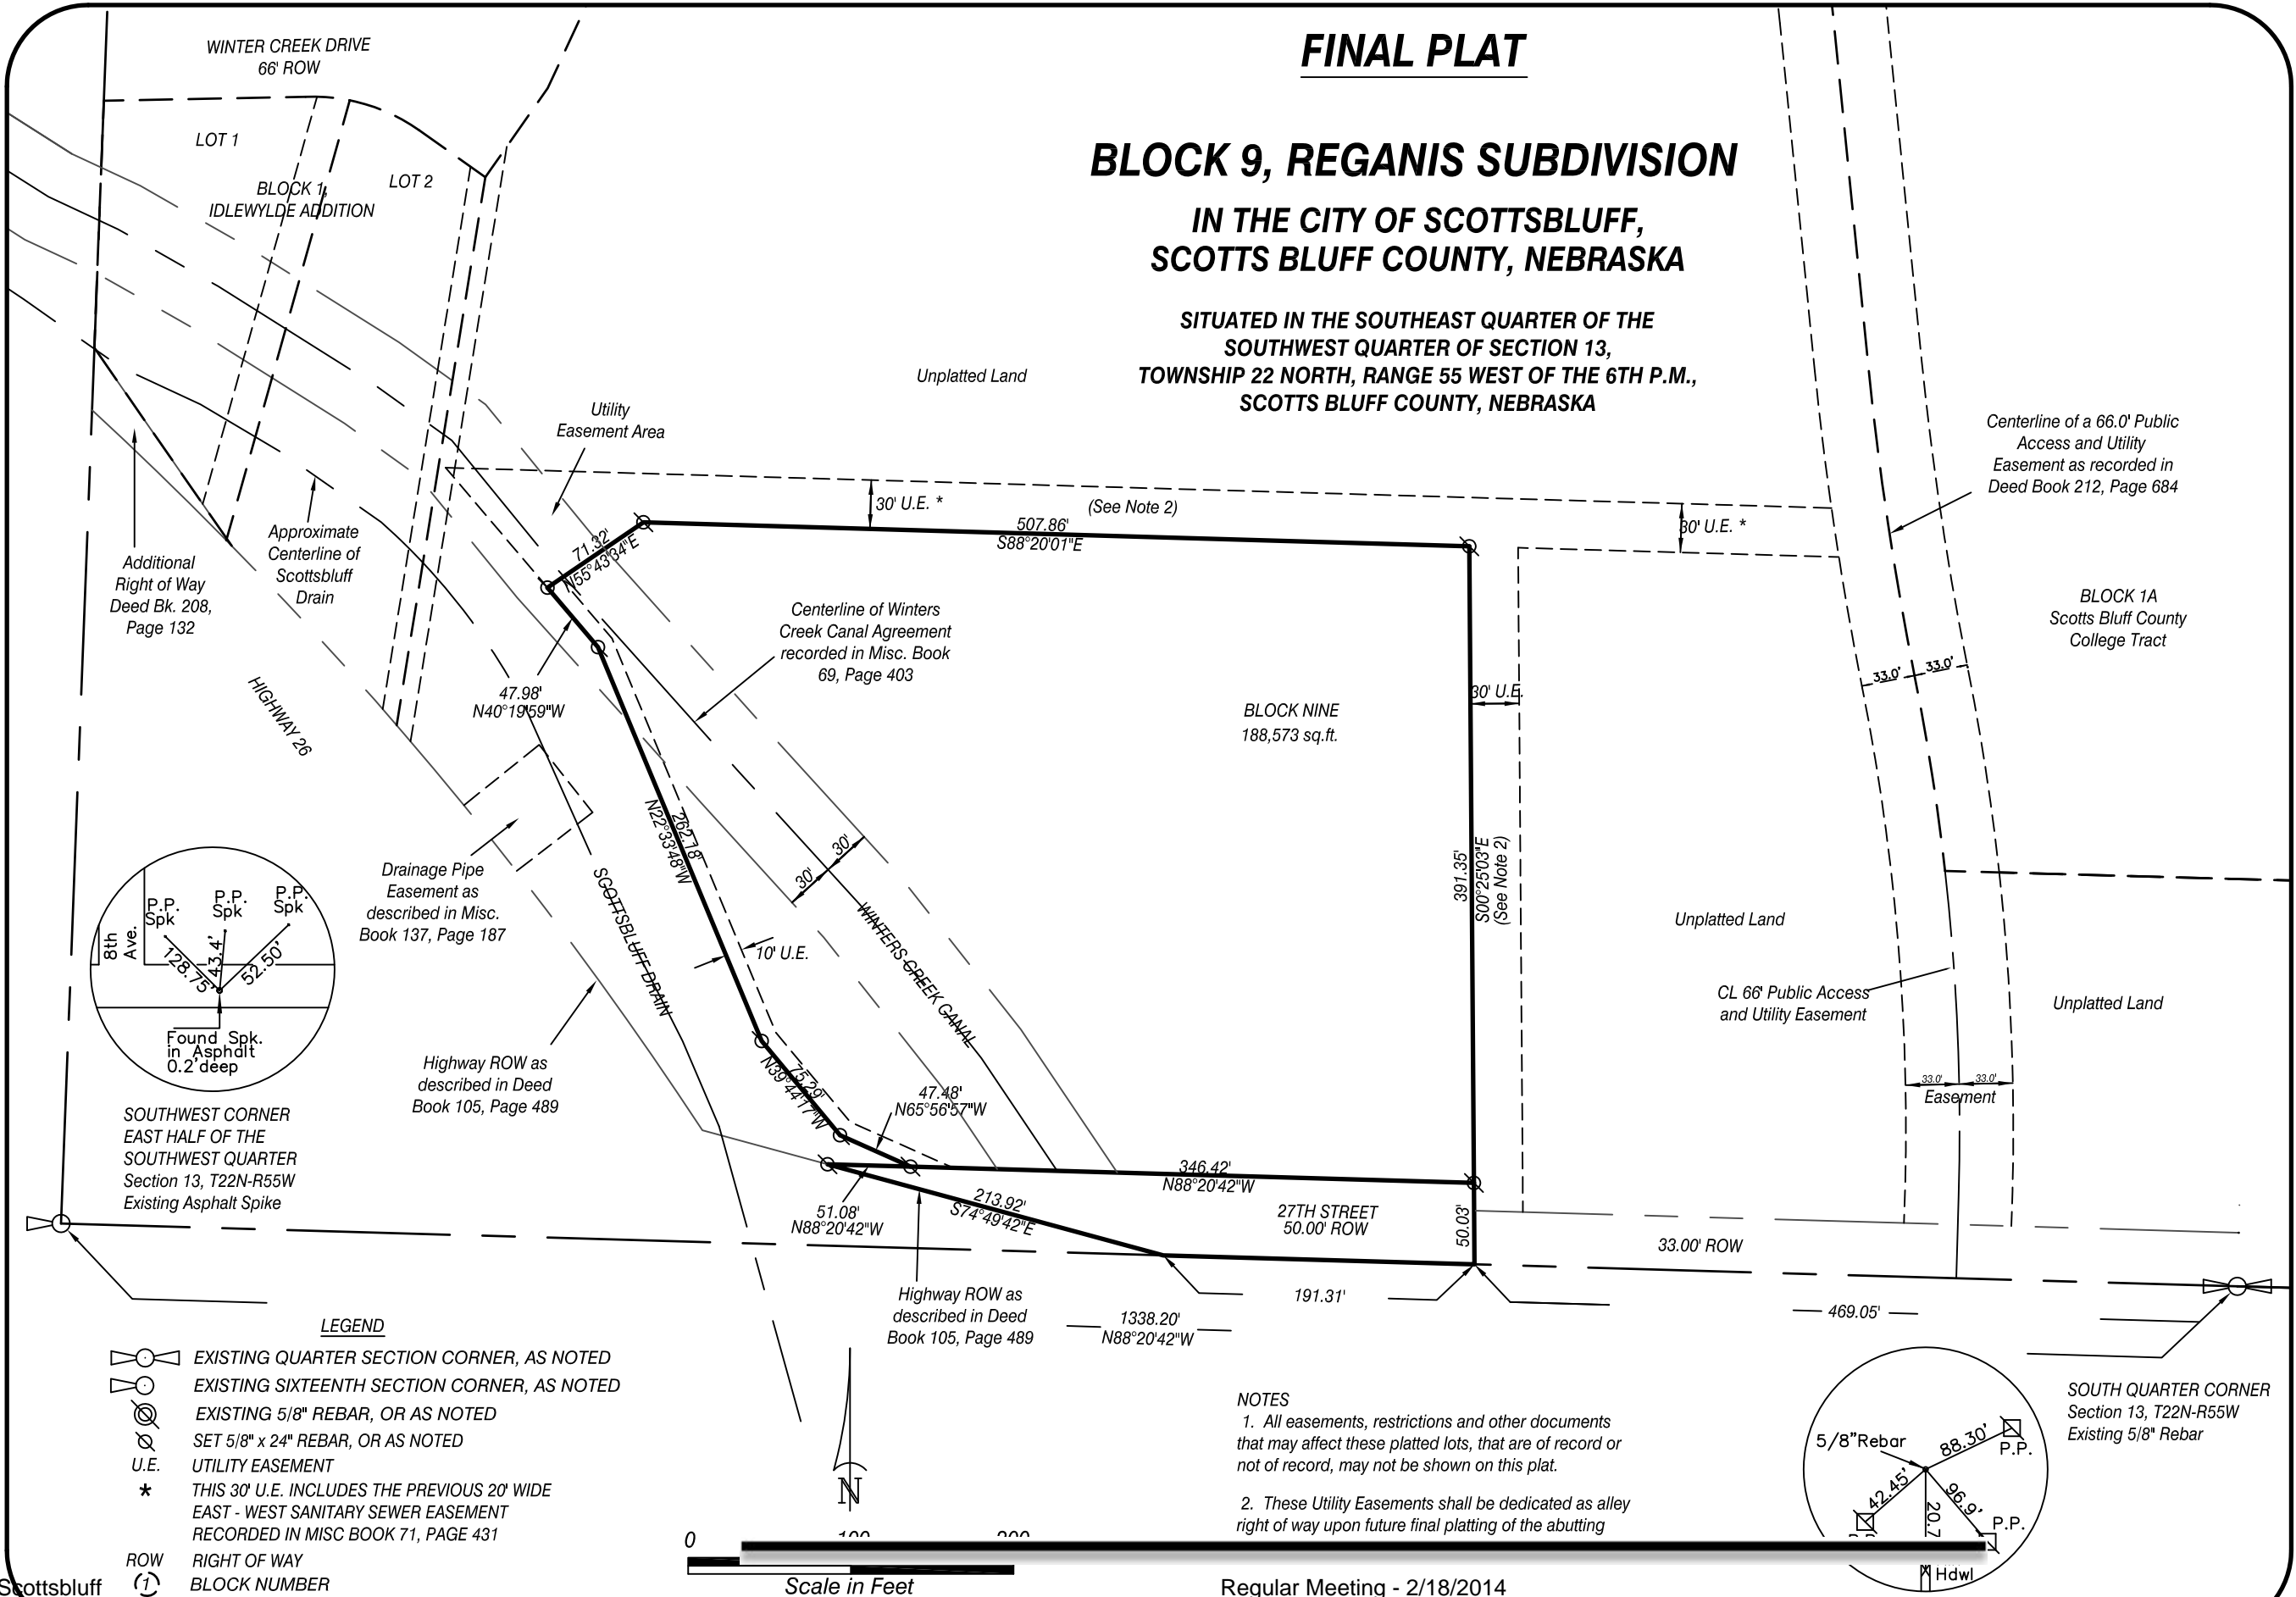 FINAL PLAT
BLOCK 9, REGANIS SUBDIVISION
IN THE CITY OF SCOTTSBLUFF,
SCOTTS BLUFF COUNTY, NEBRASKA
SITUATED IN THE SOUTHEAST QUARTER OF THE
SOUTHWEST QUARTER OF SECTION 13,
TOWNSHIP 22 NORTH, RANGE 55 WEST OF THE 6TH P.M.,
SCOTTS BLUFF COUNTY, NEBRASKA
WINTER CREEK DRIVE
66' ROW
LOT 1
LOT 2
BLOCK 1,
IDLEWYLDE ADDITION
Unplatted Land
Utility
Easement Area
Centerline of a 66.0' Public
Access and Utility
Easement as recorded in
Deed Book 212, Page 684
30' U.E. *
(See Note 2)
30' U.E. *
507.86'
S88°20'01"E
71.32'
N55°43'34"E
Approximate
Centerline of
Scottsbluff
Drain
Additional
Right of Way
Deed Bk. 208,
Page 132
Centerline of Winters
Creek Canal Agreement
recorded in Misc. Book
69, Page 403
BLOCK 1A
Scotts Bluff County
College Tract
33.0'
33.0'
47.98'
N40°19'59"W
HIGHWAY 26
30' U.E.
BLOCK NINE
188,573 sq.ft.
262.78'
N22°33'48"W
30'
30'
391.35'
S00°25'03"E
(See Note 2)
Drainage Pipe
Easement as
described in Misc.
Book 137, Page 187
SCOTTSBLUFF DRAIN
WINTERS CREEK CANAL
10' U.E.
Unplatted Land
CL 66' Public Access
and Utility Easement
Unplatted Land
P.P.
Spk
P.P.
Spk
P.P.
Spk
8th
Ave.
128.75'
43.4'
52.50'
Found Spk.
in Asphalt
0.2'deep
Highway ROW as
described in Deed
Book 105, Page 489
75.29'
N39°44'17"W
47.48'
N65°56'57"W
33.0'
33.0'
Easement
SOUTHWEST CORNER
EAST HALF OF THE
SOUTHWEST QUARTER
Section 13, T22N-R55W
Existing Asphalt Spike
346.42'
N88°20'42"W
51.08'
N88°20'42"W
213.92'
S74°49'42"E
27TH STREET
50.00' ROW
50.03'
33.00' ROW
Highway ROW as
described in Deed
Book 105, Page 489
191.31'
1338.20'
N88°20'42"W
469.05'
LEGEND
EXISTING QUARTER SECTION CORNER, AS NOTED
EXISTING SIXTEENTH SECTION CORNER, AS NOTED
EXISTING 5/8" REBAR, OR AS NOTED
SET 5/8" x 24" REBAR, OR AS NOTED
U.E. UTILITY EASEMENT
* THIS 30' U.E. INCLUDES THE PREVIOUS 20' WIDE
EAST - WEST SANITARY SEWER EASEMENT
RECORDED IN MISC BOOK 71, PAGE 431
ROW RIGHT OF WAY
1 BLOCK NUMBER
N
0 100 200
Scale in Feet
NOTES
1. All easements, restrictions and other documents
that may affect these platted lots, that are of record or
not of record, may not be shown on this plat.
2. These Utility Easements shall be dedicated as alley
right of way upon future final platting of the abutting
5/8"Rebar
88.30'
P.P.
42.45'
96.9'
20.7
P.P.
Hdwl
SOUTH QUARTER CORNER
Section 13, T22N-R55W
Existing 5/8" Rebar
Scottsbluff
Regular Meeting - 2/18/2014